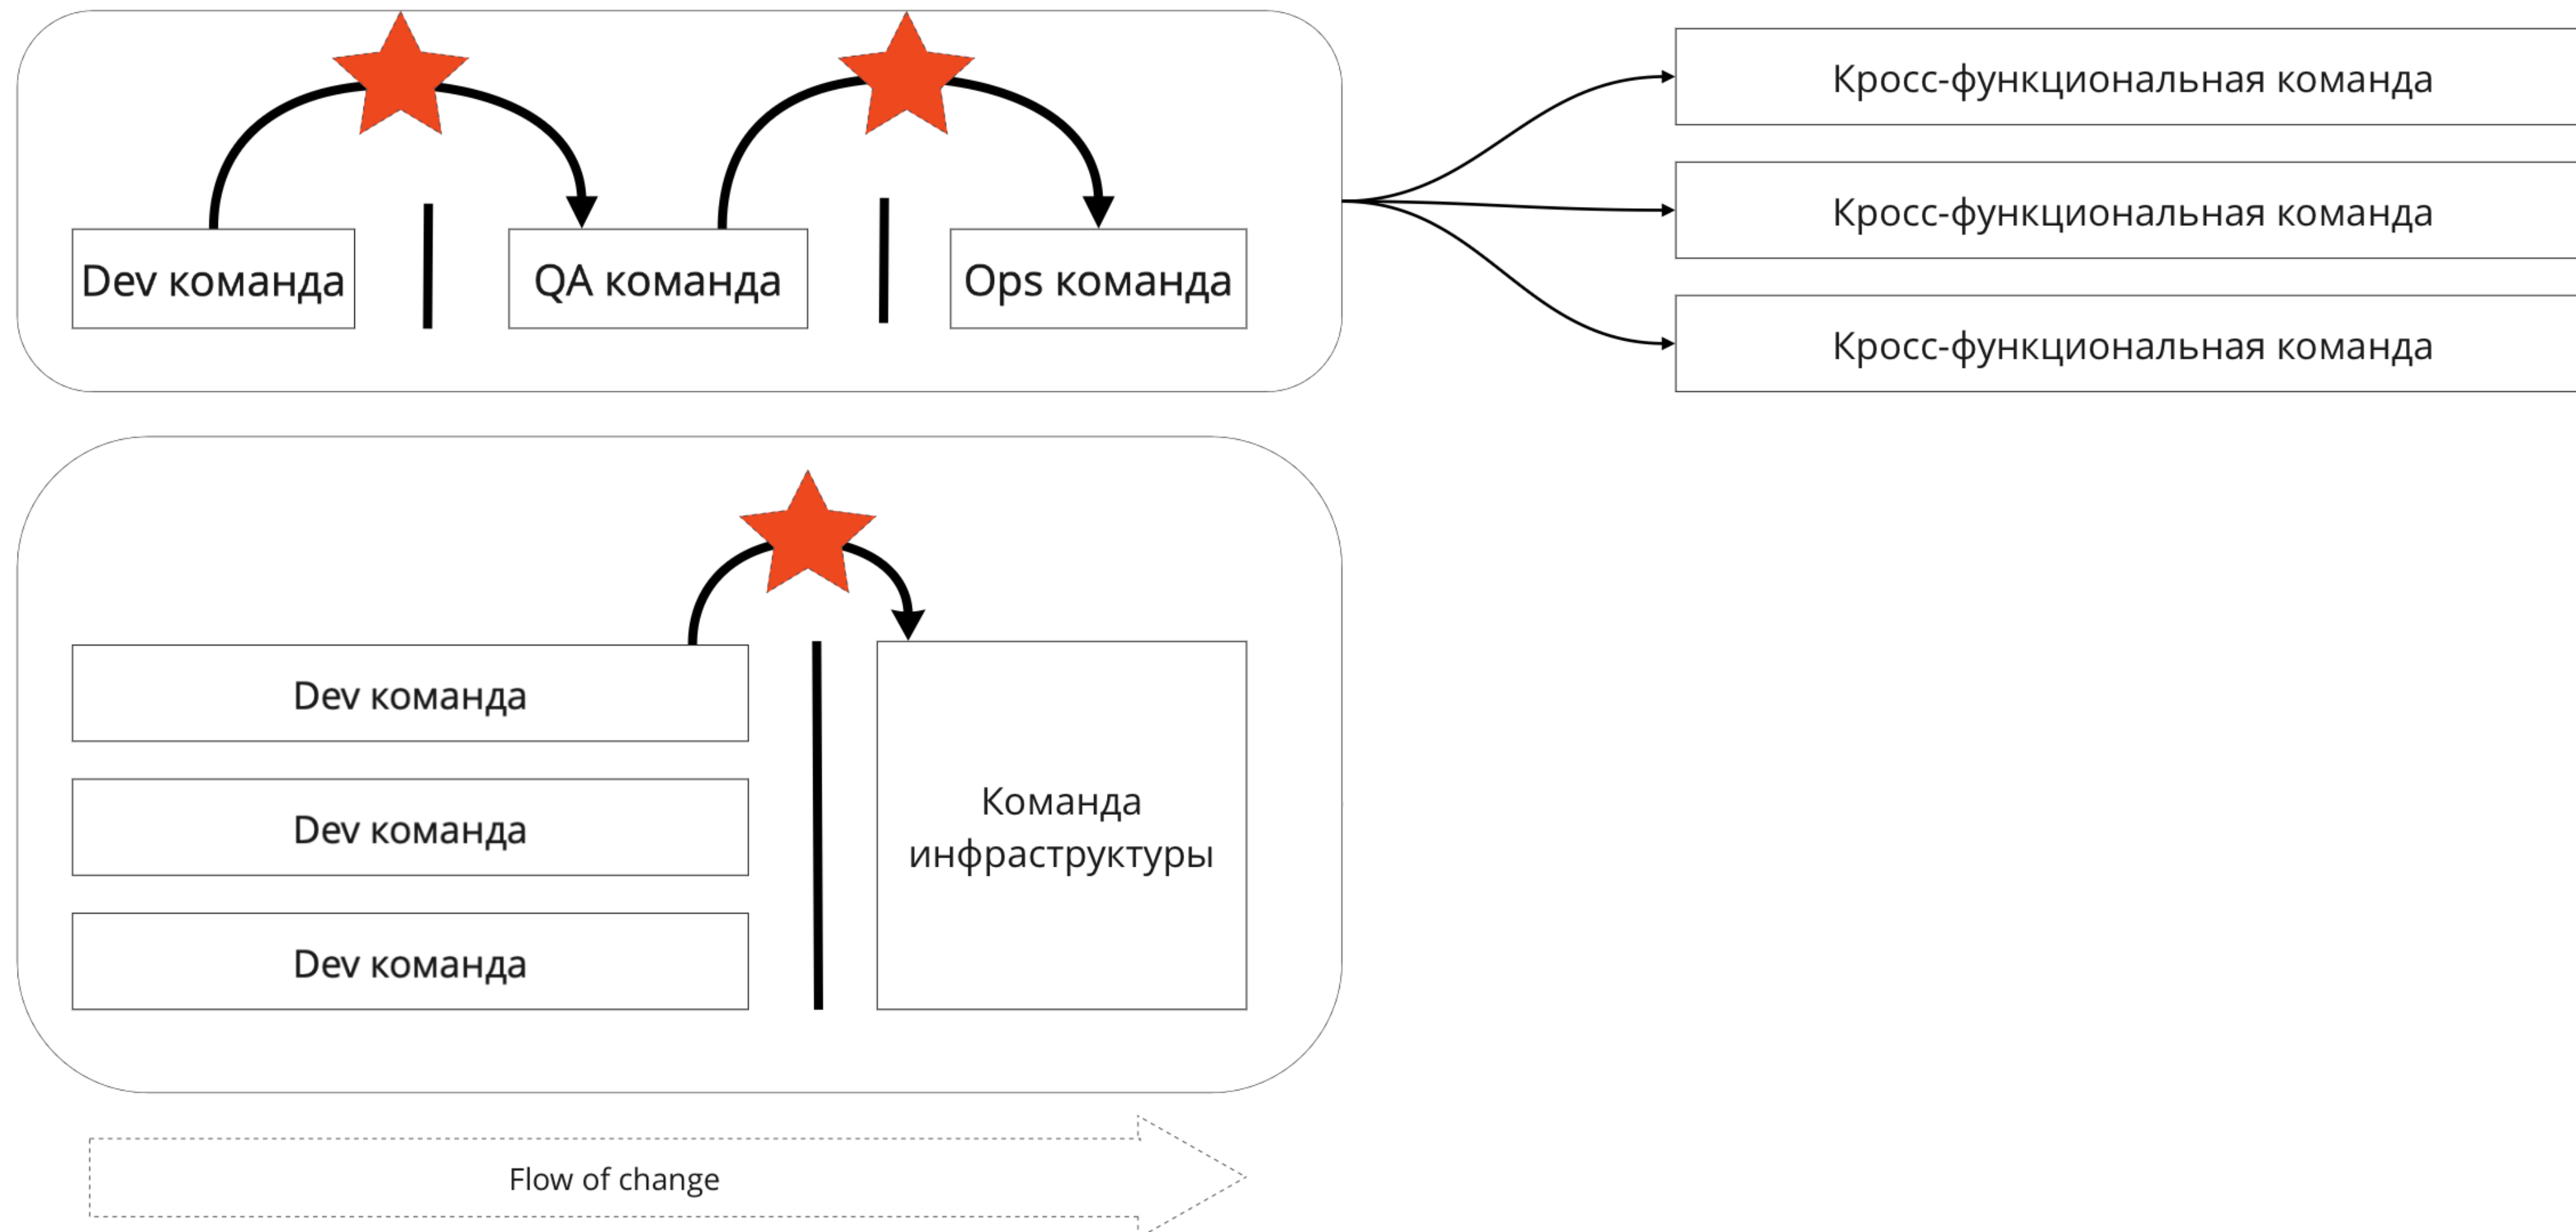 Dev команда
QA команда
Ops команда
Кросс-функциональная команда
Кросс-функциональная команда
Кросс-функциональная команда
Dev команда
Dev команда
Dev команда
Команда
инфраструктуры
Flow of change